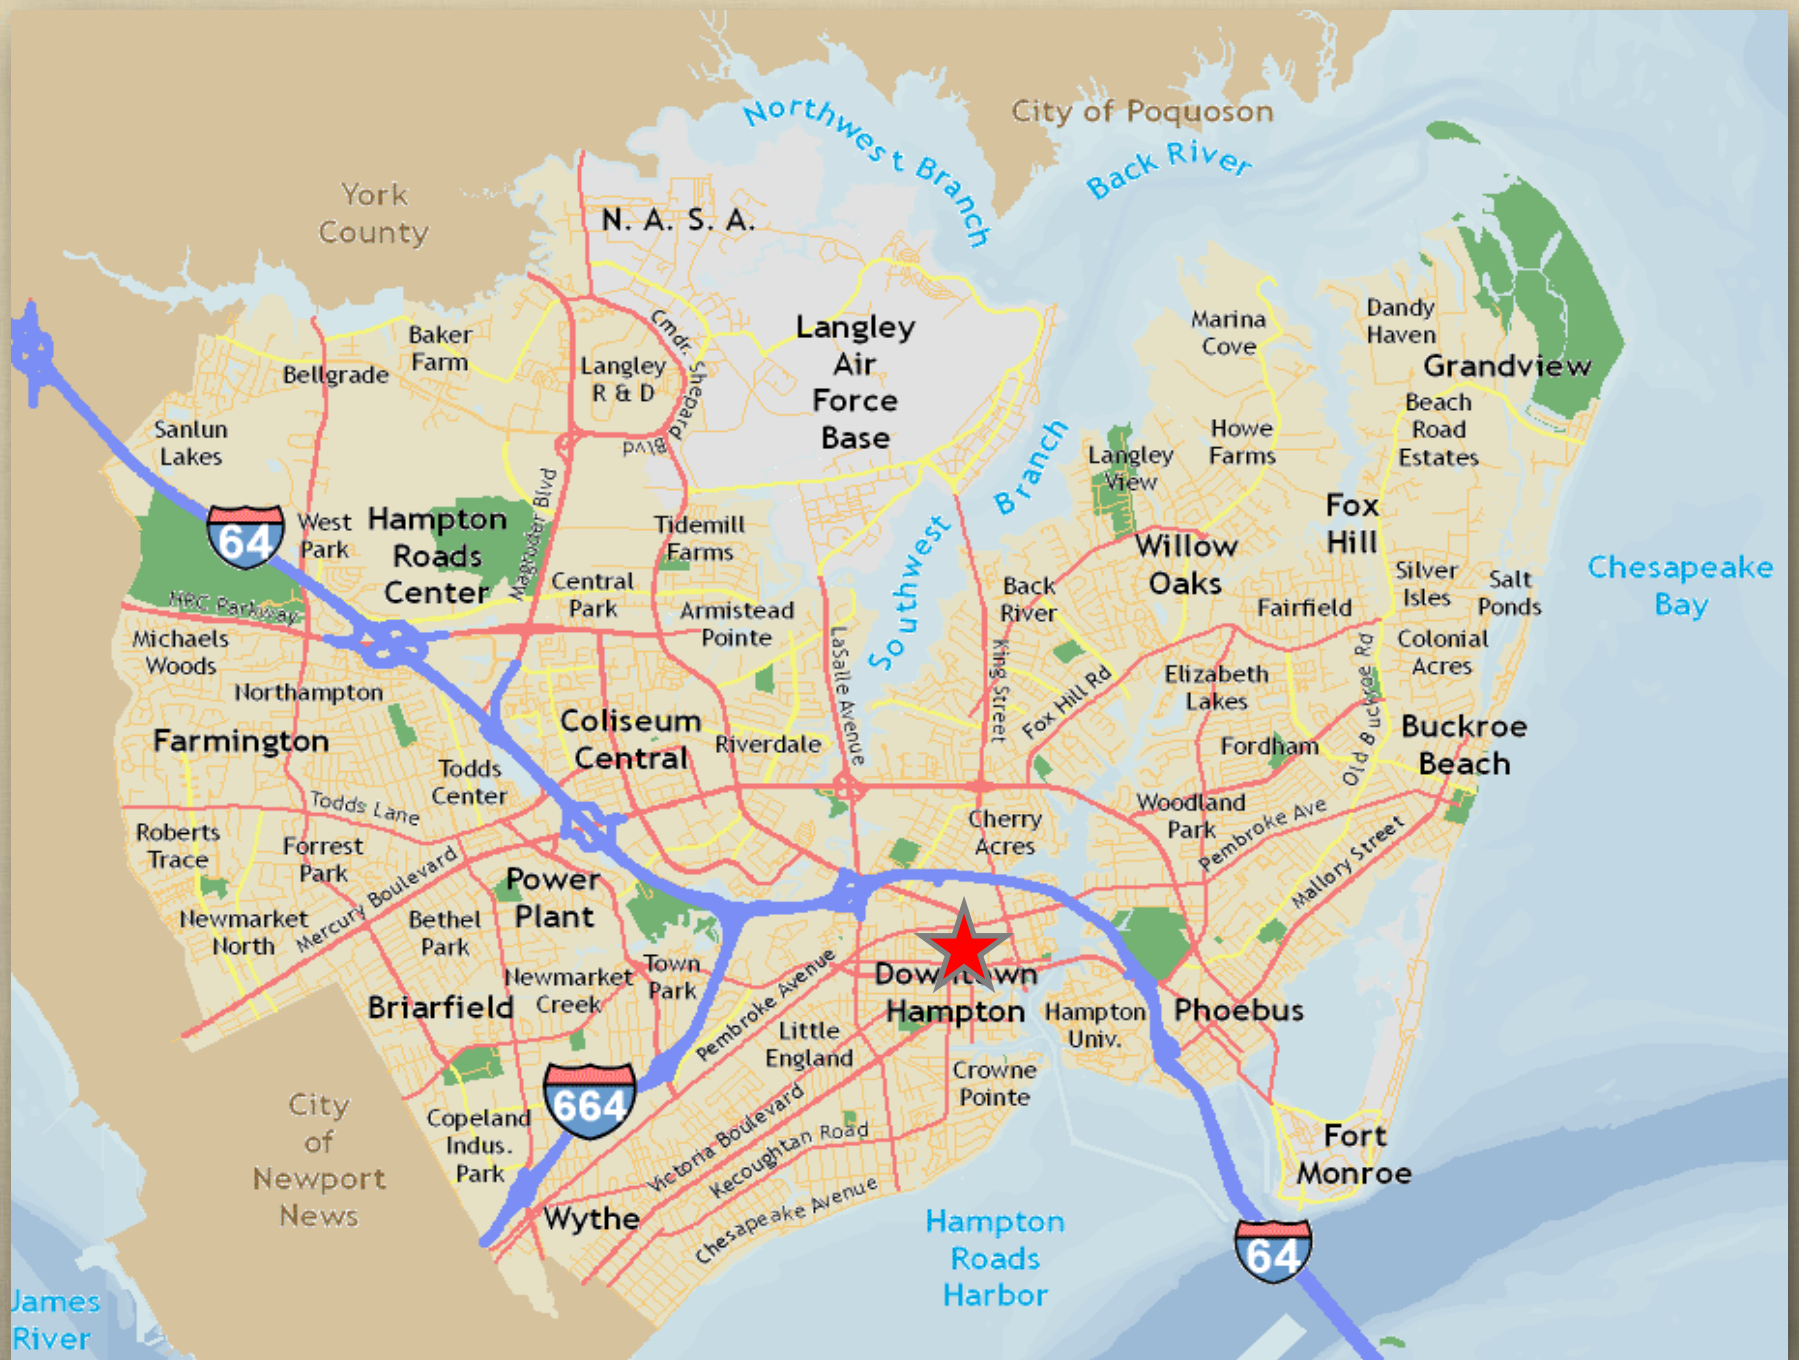 City of Poquoson
Northwest Branch
Back River
York
County
N. A. S. A.
Marina
Cove
Dandy
Haven
Grandview
Baker
Farm
Bellgrade
Langley
R & D
Cmdr. Shepard Blvd
Langley
Air
Force
Base
Beach
Road
Estates
Sanlun
Lakes
Howe
Farms
Langley
View
Branch
Southwest
64
West
Park
Hampton
Roads
Center
Magruder Blvd
Tidemill
Farms
Fox
Hill
Willow
Oaks
Chesapeake
Bay
Silver
Isles
Salt
Ponds
Central
Park
Back
River
Fairfield
HRC Parkway
Armistead
Pointe
Michaels
Woods
Colonial
Acres
LaSalle Avenue
King Street
Fox Hill Rd
Elizabeth
Lakes
Old Buckroe Rd
Northampton
Farmington
Coliseum
Central
Riverdale
Fordham
Buckroe
Beach
Todds
Center
Todds Lane
Woodland
Park
Pembroke Ave
Cherry
Acres
Roberts
Trace
Forrest
Park
Mercury Boulevard
Mallory Street
Power
Plant
Newmarket
North
Bethel
Park
Newmarket
Creek
Town
Park
Pembroke Avenue
Downtown
Hampton
Briarfield
Hampton
Univ.
Phoebus
Little
England
Crowne
Pointe
664
City
of
Newport
News
Copeland
Indus.
Park
Victoria Boulevard
Kecoughtan Road
Chesapeake Avenue
Fort
Monroe
Wythe
Hampton
Roads
Harbor
64
James
River